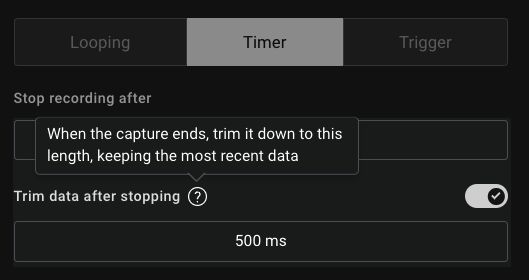 Looping Timer Trigger
Stop recording after
When the capture ends, trim it down to this
length, keeping the most recent data
Trim data after stopping ?
500 ms